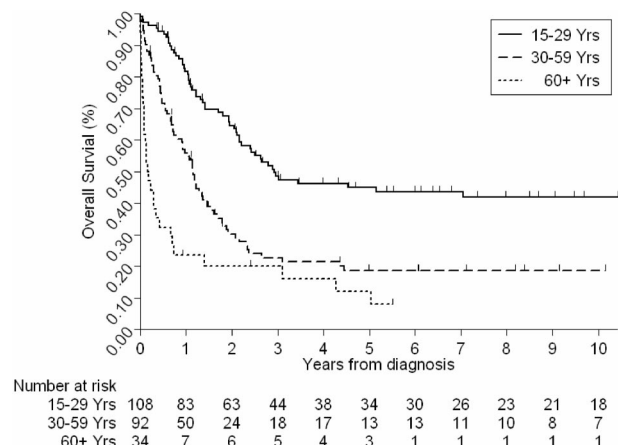 1.00
0.90
0.80
0.70
0.60
0.50
0.40
0.30
0.20
0.10
0.00
Overall Survial (%)
15-29 Yrs
30-59 Yrs
60+ Yrs
0 1 2 3 4 5 6 7 8 9 10
Years from diagnosis
Number at risk
15-29 Yrs 108 83 63 44 38 34 30 26 23 21 18
30-59 Yrs 92 50 24 18 17 13 13 11 10 8 7
60+ Yrs 34 7 6 5 4 3 1 1 1 1 1